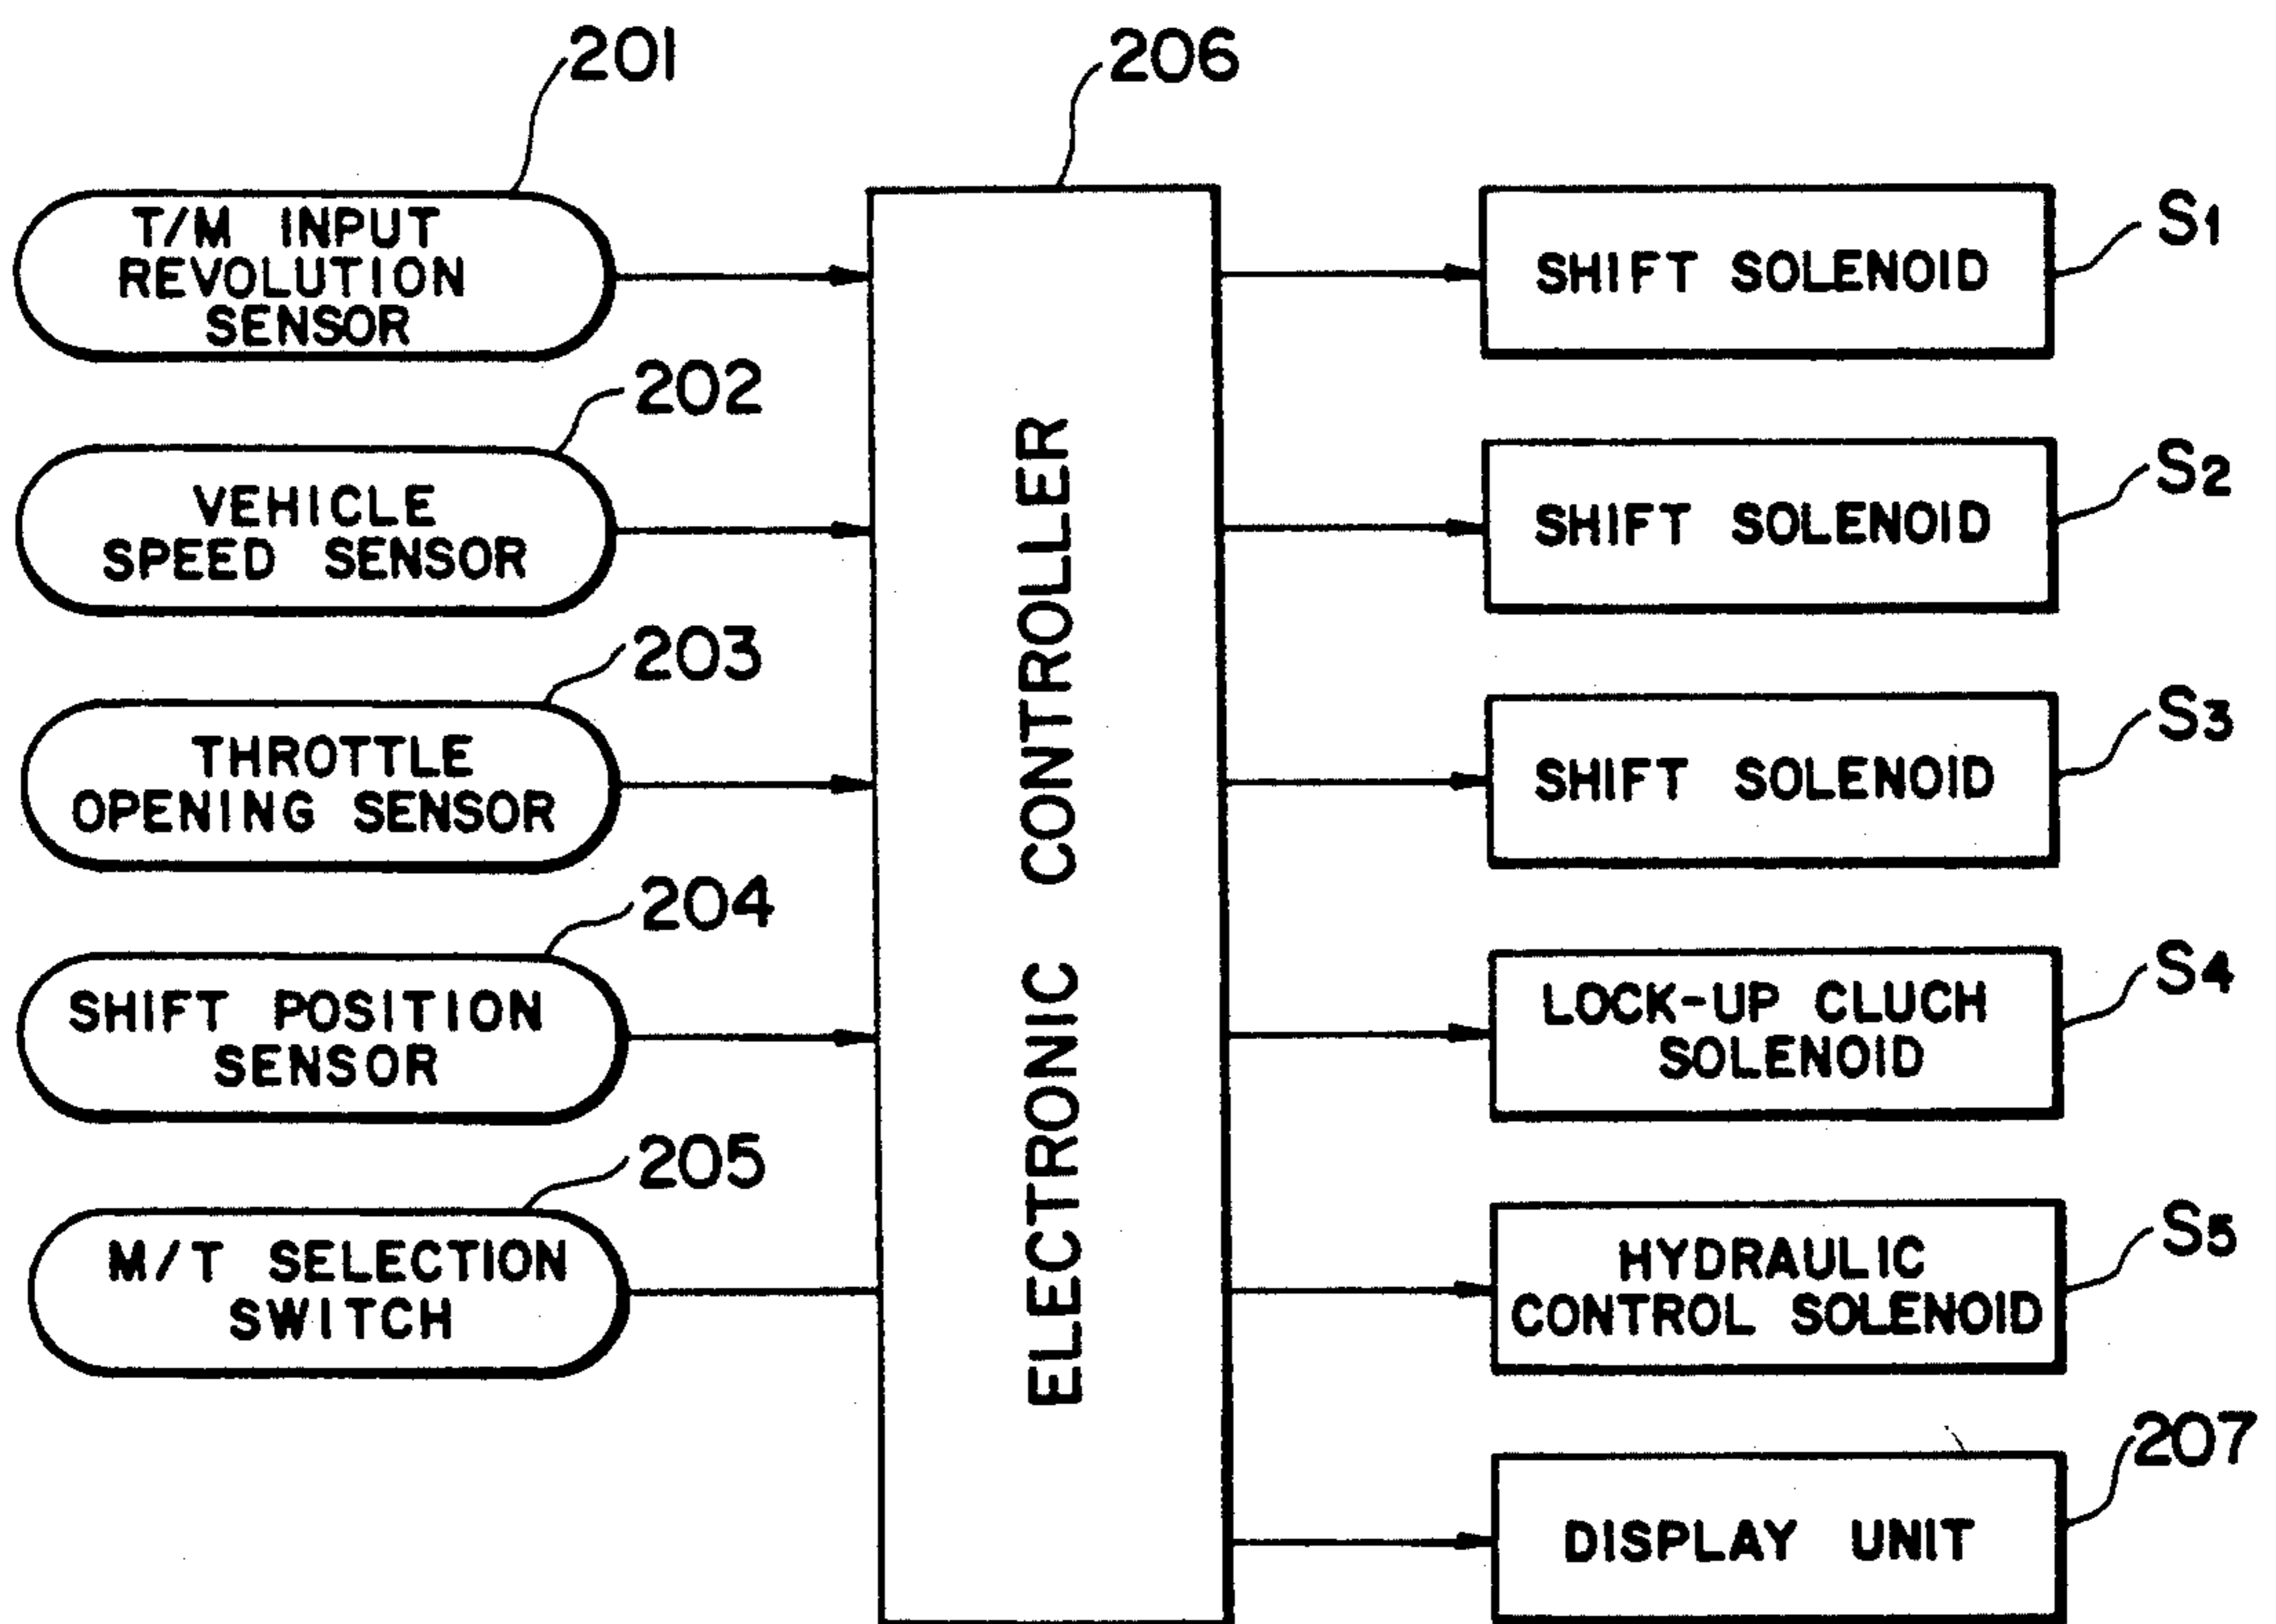 201
T/M INPUT
REVOLUTION
SENSOR
202
VEHICLE
SPEED SENSOR
203
THROTTLE
OPENING SENSOR
204
SHIFT POSITION
SENSOR
205
M/T SELECTION
SWITCH
206
ELECTRONIC CONTROLLER
SHIFT SOLENOID
S1
SHIFT SOLENOID
S2
SHIFT SOLENOID
S3
LOCK-UP CLUCH
SOLENOID
S4
HYDRAULIC
CONTROL SOLENOID
S5
DISPLAY UNIT
207